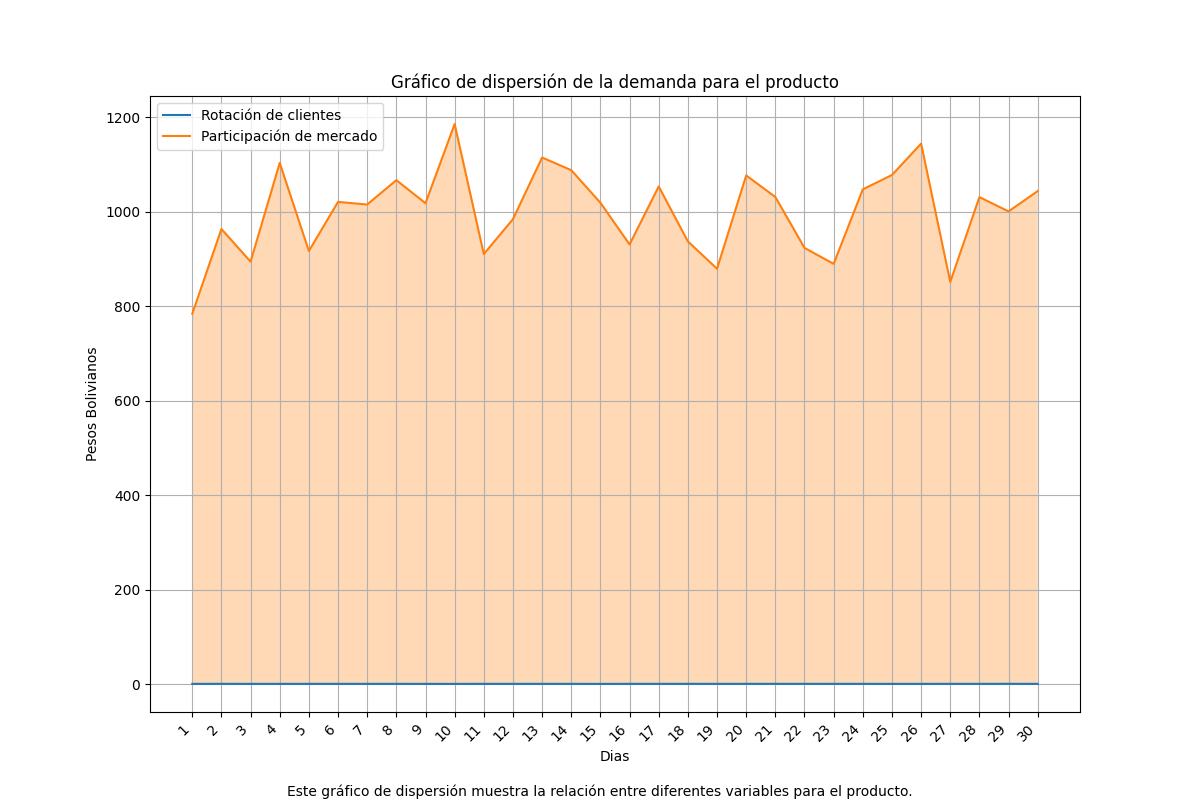 Gráfico de dispersión de la demanda para el producto
Rotación de clientes
Participación de mercado
1200
1000
800
600
400
200
0
Pesos Bolivianos
1 2 3 4 5 6 7 8 9 10 11 12 13 14 15 16 17 18 19 20 21 22 23 24 25 26 27 28 29 30
Dias
Este gráfico de dispersión muestra la relación entre diferentes variables para el producto.